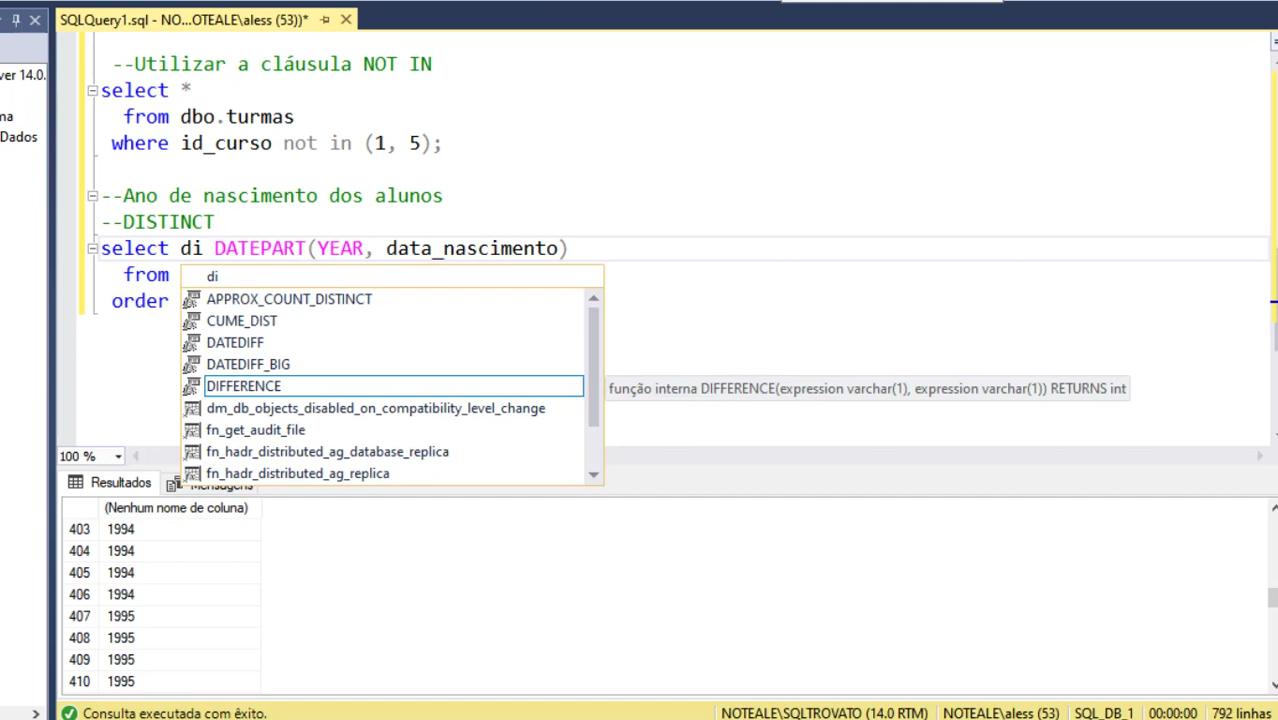 SQLQuery1.sql - NO...OTEALE\aless (53))*
ver 14.0.
ma
Dados
--Utilizar a cláusula NOT IN
select *
from dbo.turmas
where id_curso not in (1, 5);
--Ano de nascimento dos alunos
--DISTINCT
select di DATEPART(YEAR, data_nascimento)
from
order
di
APPROX_COUNT_DISTINCT
CUME_DIST
DATEDIFF
DATEDIFF_BIG
DIFFERENCE
função interna DIFFERENCE(expression varchar(1), expression varchar(1)) RETURNS int
dm_db_objects_disabled_on_compatibility_level_change
fn_get_audit_file
fn_hadr_distributed_ag_database_replica
fn_hadr_distributed_ag_replica
100 %
Resultados
Mensagens
(Nenhum nome de coluna)
403 1994
404 1994
405 1994
406 1994
407 1995
408 1995
409 1995
410 1995
Consulta executada com êxito.
NOTEALE\SQLTROVATO (14.0 RTM) NOTEALE\aless (53) SQL_DB_1 00:00:00 792 linhas